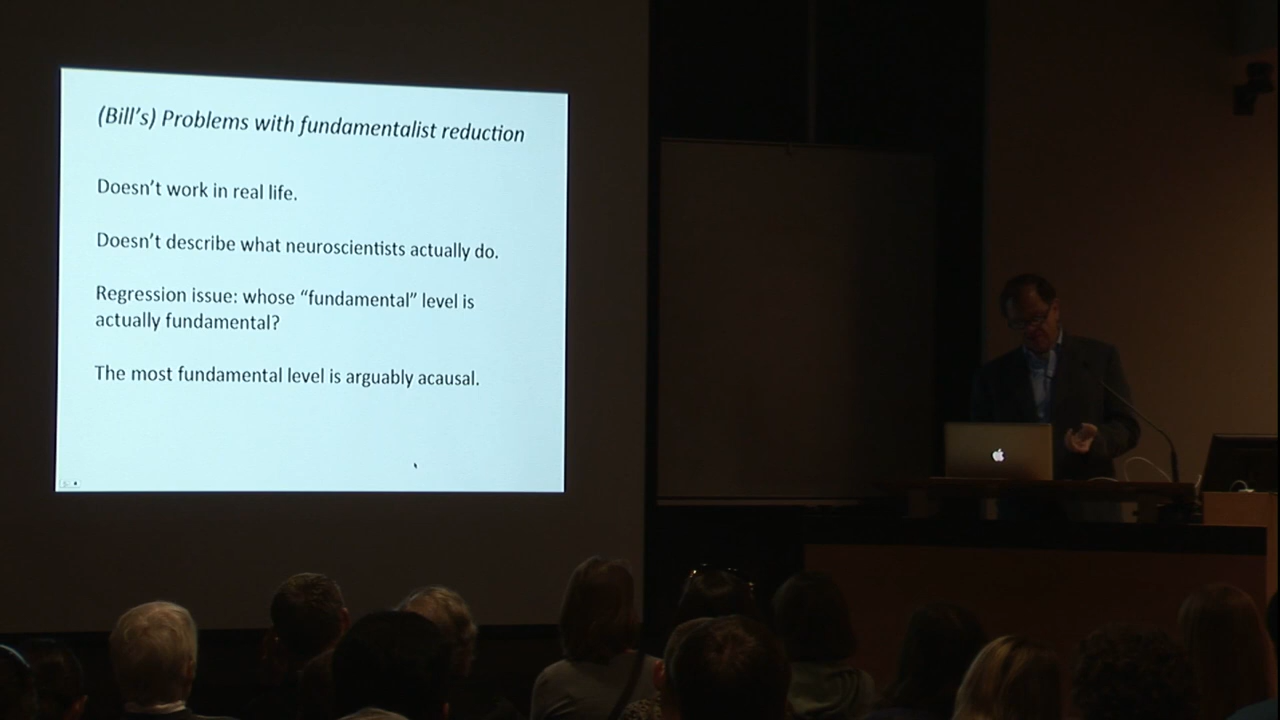 (Bill’s) Problems with fundamentalist reduction
Doesn’t work in real life.
Doesn’t describe what neuroscientists actually do.
Regression issue: whose “fundamental” level is
actually fundamental?
The most fundamental level is arguably acausal.